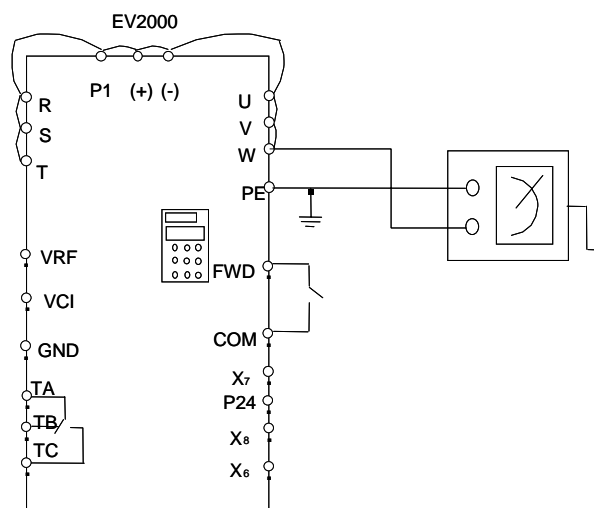 EV2000
P1 (+) (-)
R
S
T
U
V
W
PE
VRF
VCI
GND
TA
TB
TC
FWD
COM
X7
P24
X8
X6